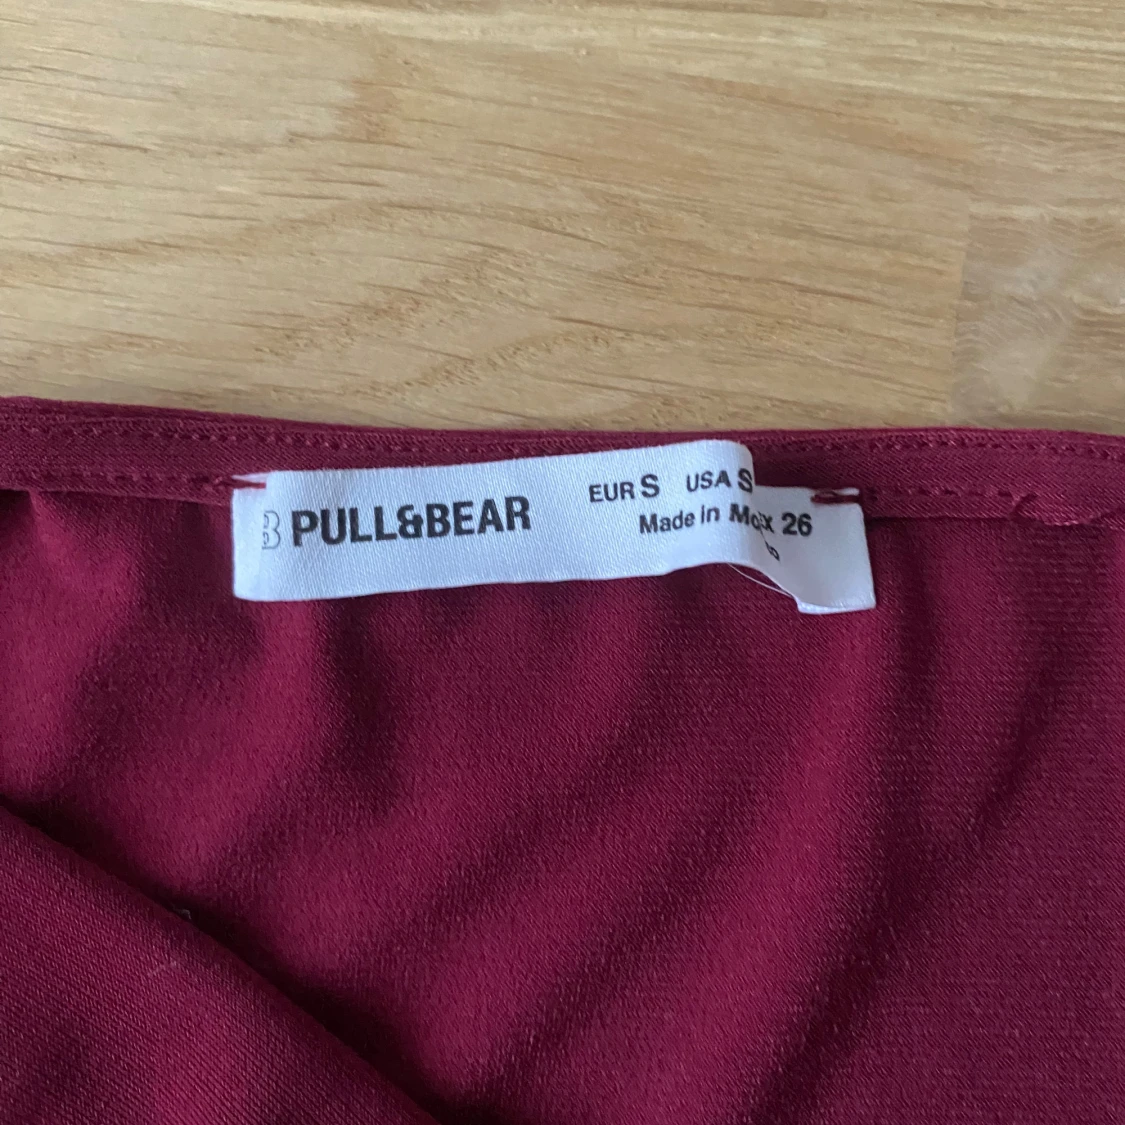 PULL&BEAR
EUR S USA S
Made in
26